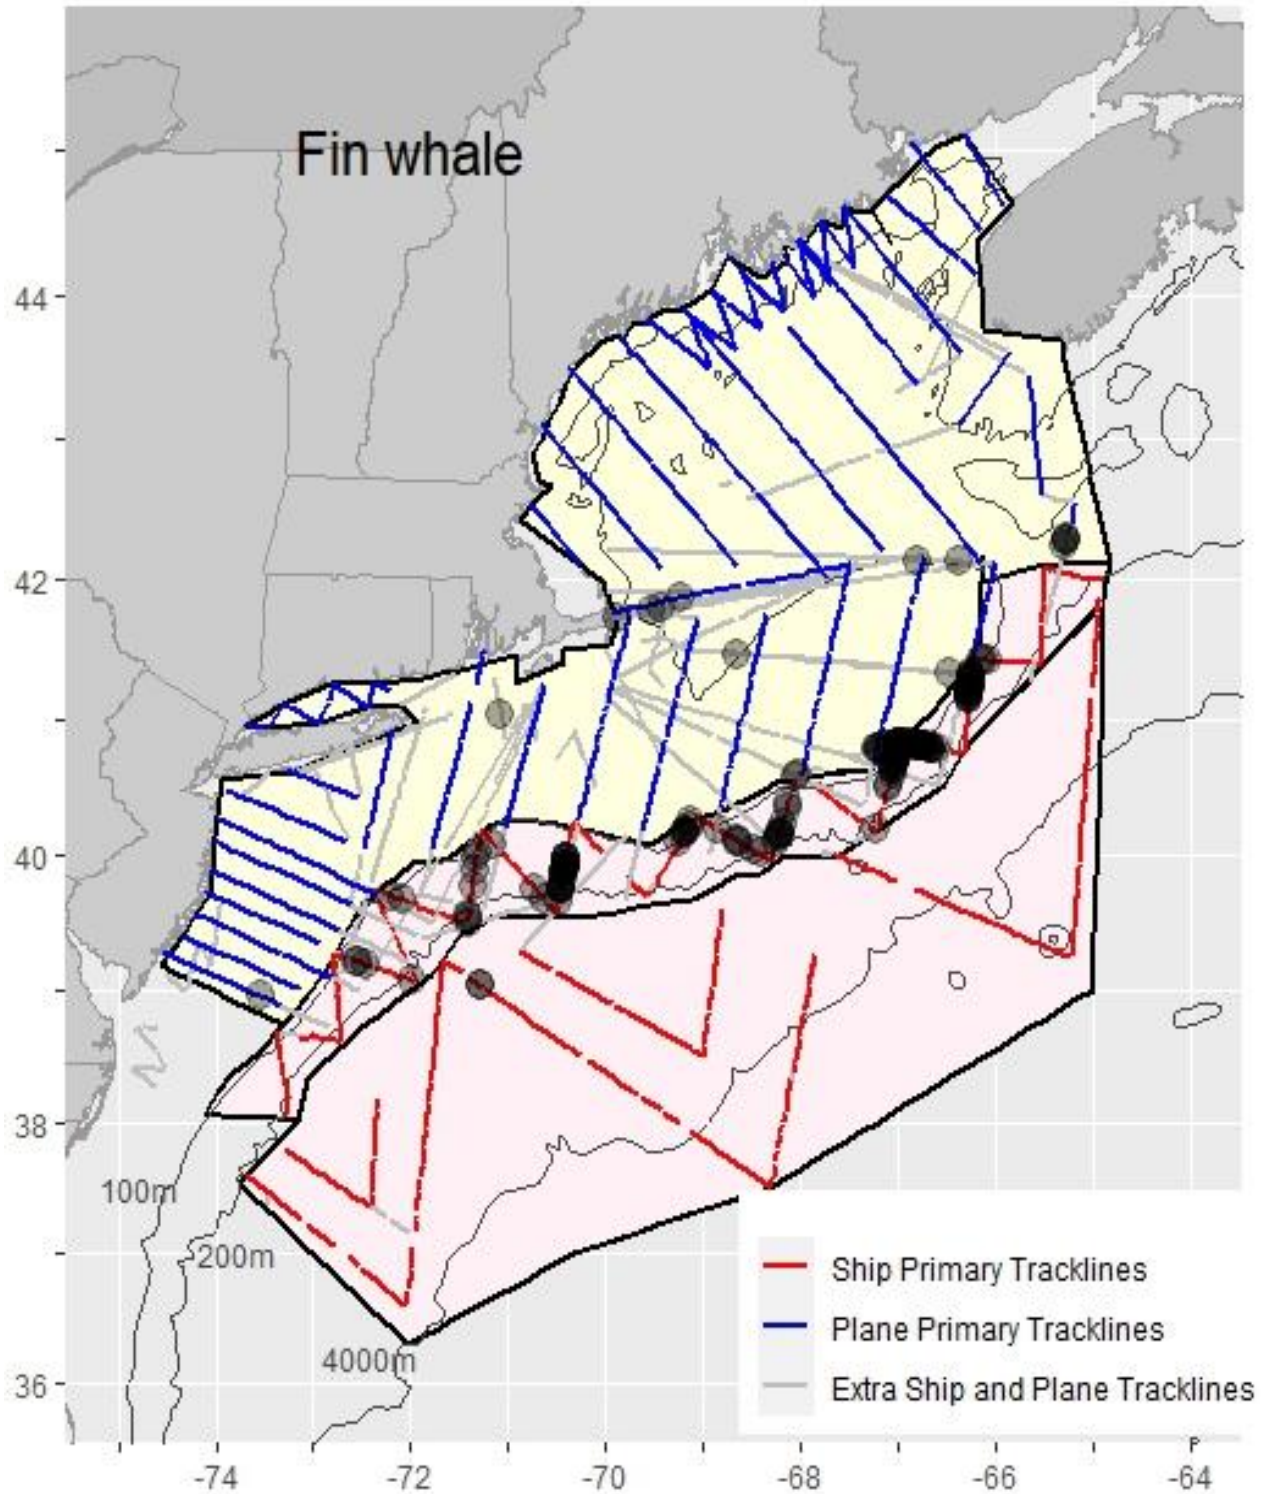 Fin whale
44
42
40
38
36
100m
200m
4000m
Ship Primary Tracklines
Plane Primary Tracklines
Extra Ship and Plane Tracklines
P
-74 -72 -70 -68 -66 -64